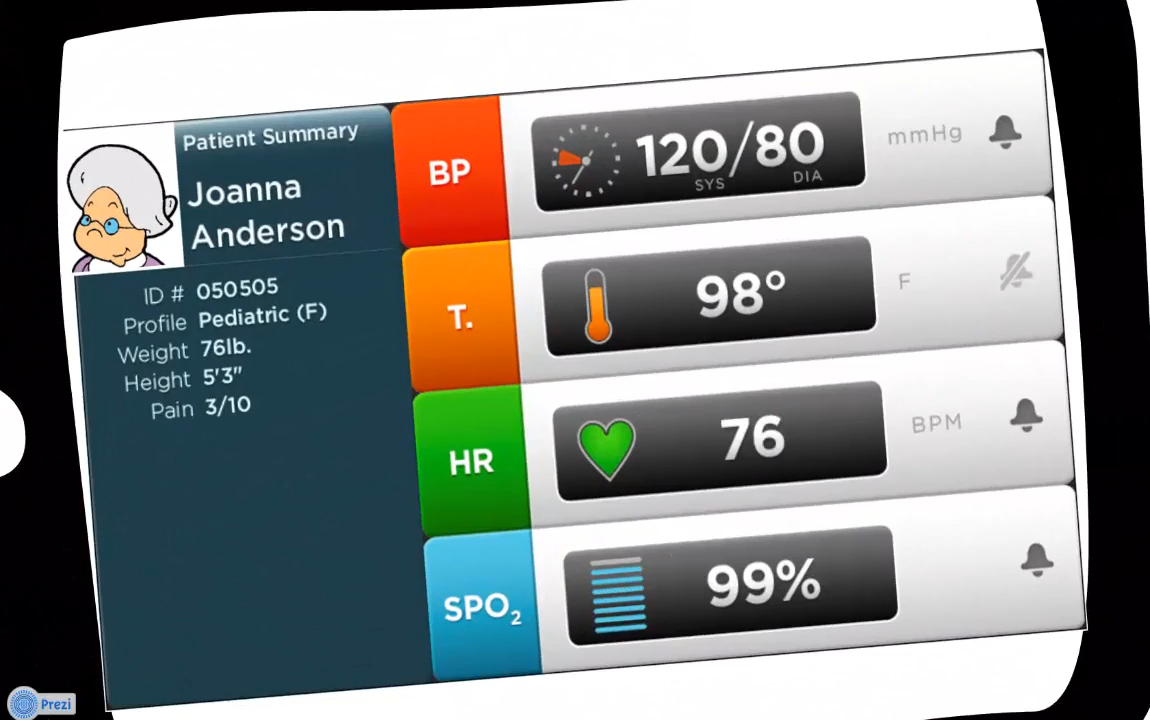 Patient Summary
Joanna
Anderson
ID # 050505
Profile Pediatric (F)
Weight 76lb.
Height 5'3"
Pain 3/10
BP
120/80
SYS DIA
mmHg
T.
98° F
HR
76 BPM
SPO₂
99%
Prezi